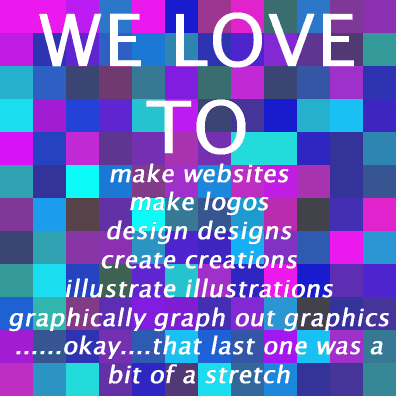 WE LOVE
TO
make websites
make logos
design designs
create creations
illustrate illustrations
graphically graph out graphics
......okay....that last one was a
bit of a stretch